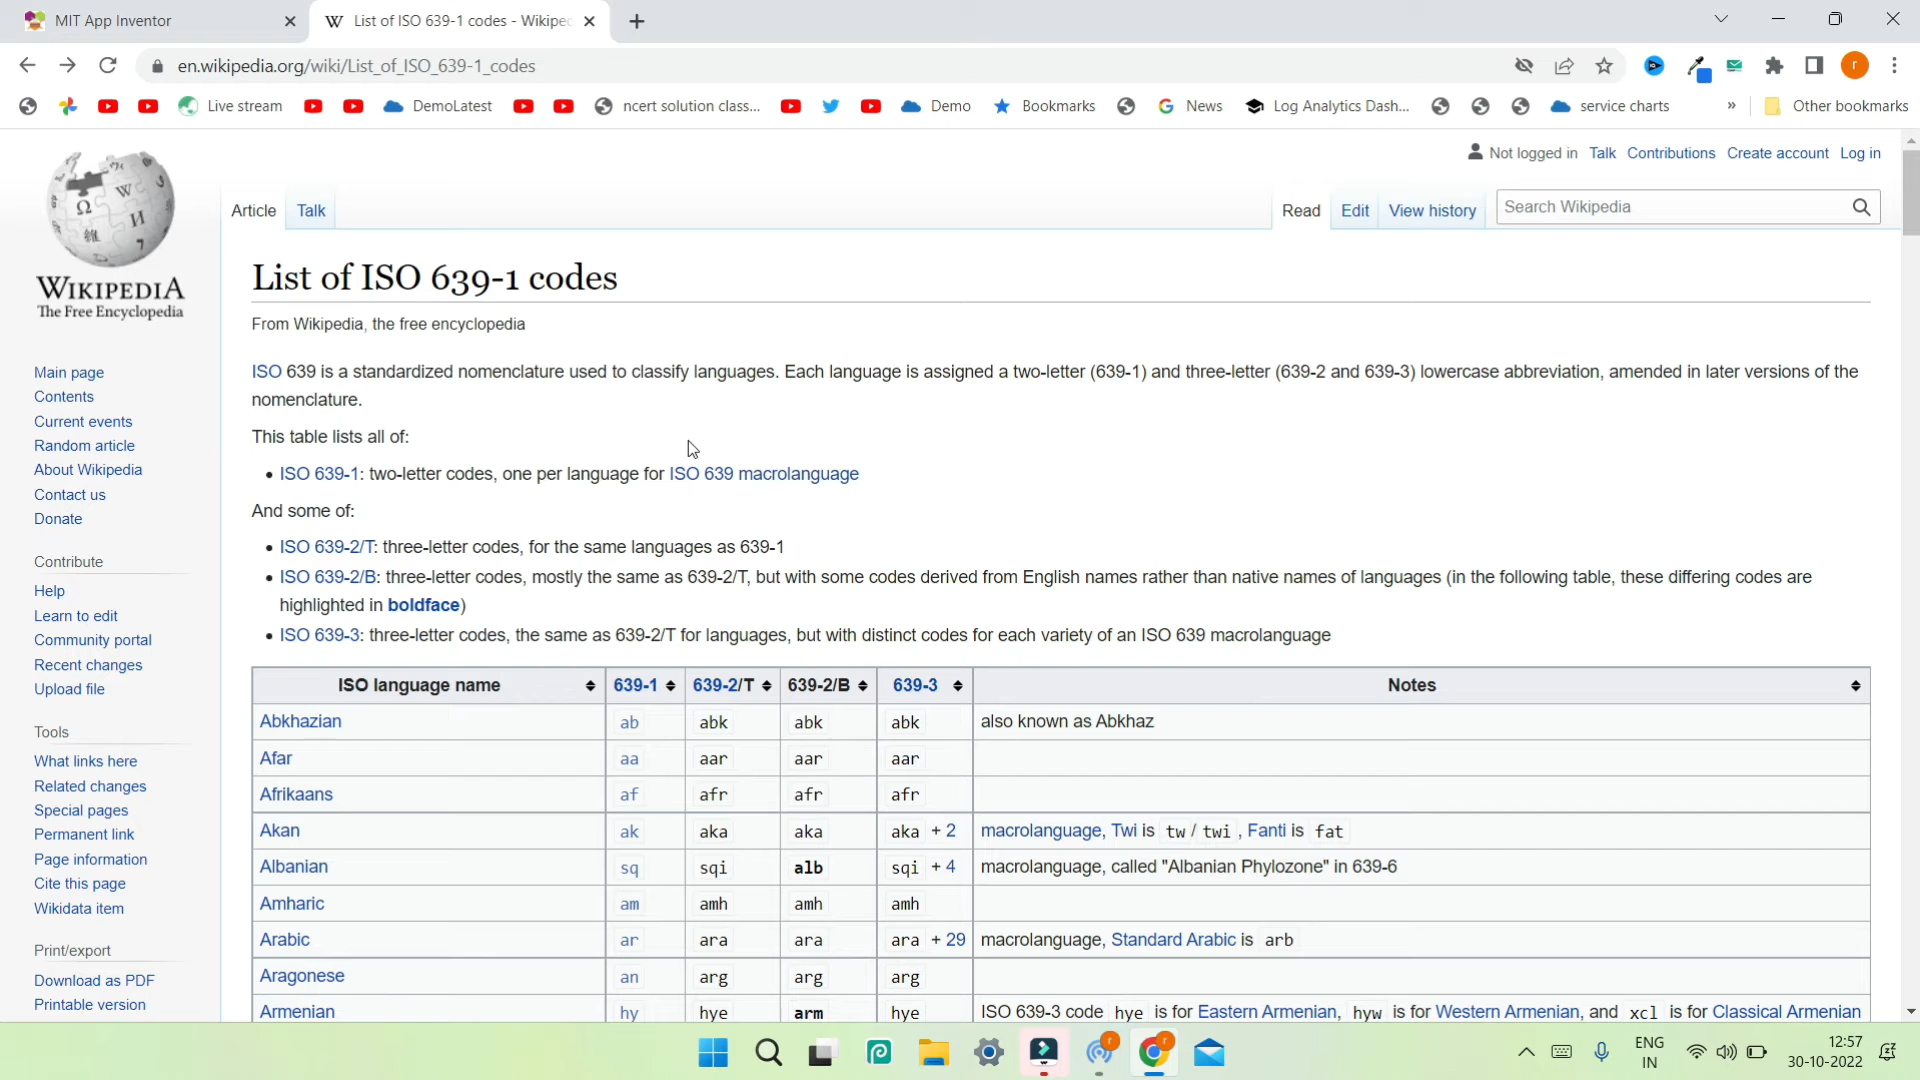 MIT App Inventor
List of ISO 639-1 codes - Wikipe
en.wikipedia.org/wiki/List_of_ISO_639-1_codes
Live stream
DemoLatest
ncert solution class...
Demo
Bookmarks
News
Log Analytics Dash...
service charts
»
Other bookmarks
Not logged in Talk Contributions Create account Log in
Article Talk
Read Edit View history
Search Wikipedia
WIKIPEDIA
The Free Encyclopedia
Main page
Contents
Current events
Random article
About Wikipedia
Contact us
Donate
Contribute
Help
Learn to edit
Community portal
Recent changes
Upload file
Tools
What links here
Related changes
Special pages
Permanent link
Page information
Cite this page
Wikidata item
Print/export
Download as PDF
Printable version
List of ISO 639-1 codes
From Wikipedia, the free encyclopedia
ISO 639 is a standardized nomenclature used to classify languages. Each language is assigned a two-letter (639-1) and three-letter (639-2 and 639-3) lowercase abbreviation, amended in later versions of the
nomenclature.
This table lists all of:
• ISO 639-1: two-letter codes, one per language for ISO 639 macrolanguage
And some of:
• ISO 639-2/T: three-letter codes, for the same languages as 639-1
• ISO 639-2/B: three-letter codes, mostly the same as 639-2/T, but with some codes derived from English names rather than native names of languages (in the following table, these differing codes are
highlighted in boldface)
• ISO 639-3: three-letter codes, the same as 639-2/T for languages, but with distinct codes for each variety of an ISO 639 macrolanguage
ISO language name 639-1 639-2/T 639-2/B 639-3 Notes
Abkhazian ab abk abk abk also known as Abkhaz
Afar aa aar aar aar
Afrikaans af afr afr afr
Akan ak aka aka aka + 2 macrolanguage, Twi is tw / twi , Fanti is fat
Albanian sq sqi alb sqi + 4 macrolanguage, called "Albanian Phylozone" in 639-6
Amharic am amh amh amh
Arabic ar ara ara ara + 29 macrolanguage, Standard Arabic is arb
Aragonese an arg arg arg
Armenian hy hye arm hye ISO 639-3 code hye is for Eastern Armenian, hyw is for Western Armenian, and xcl is for Classical Armenian
ENG
IN
12:57
30-10-2022